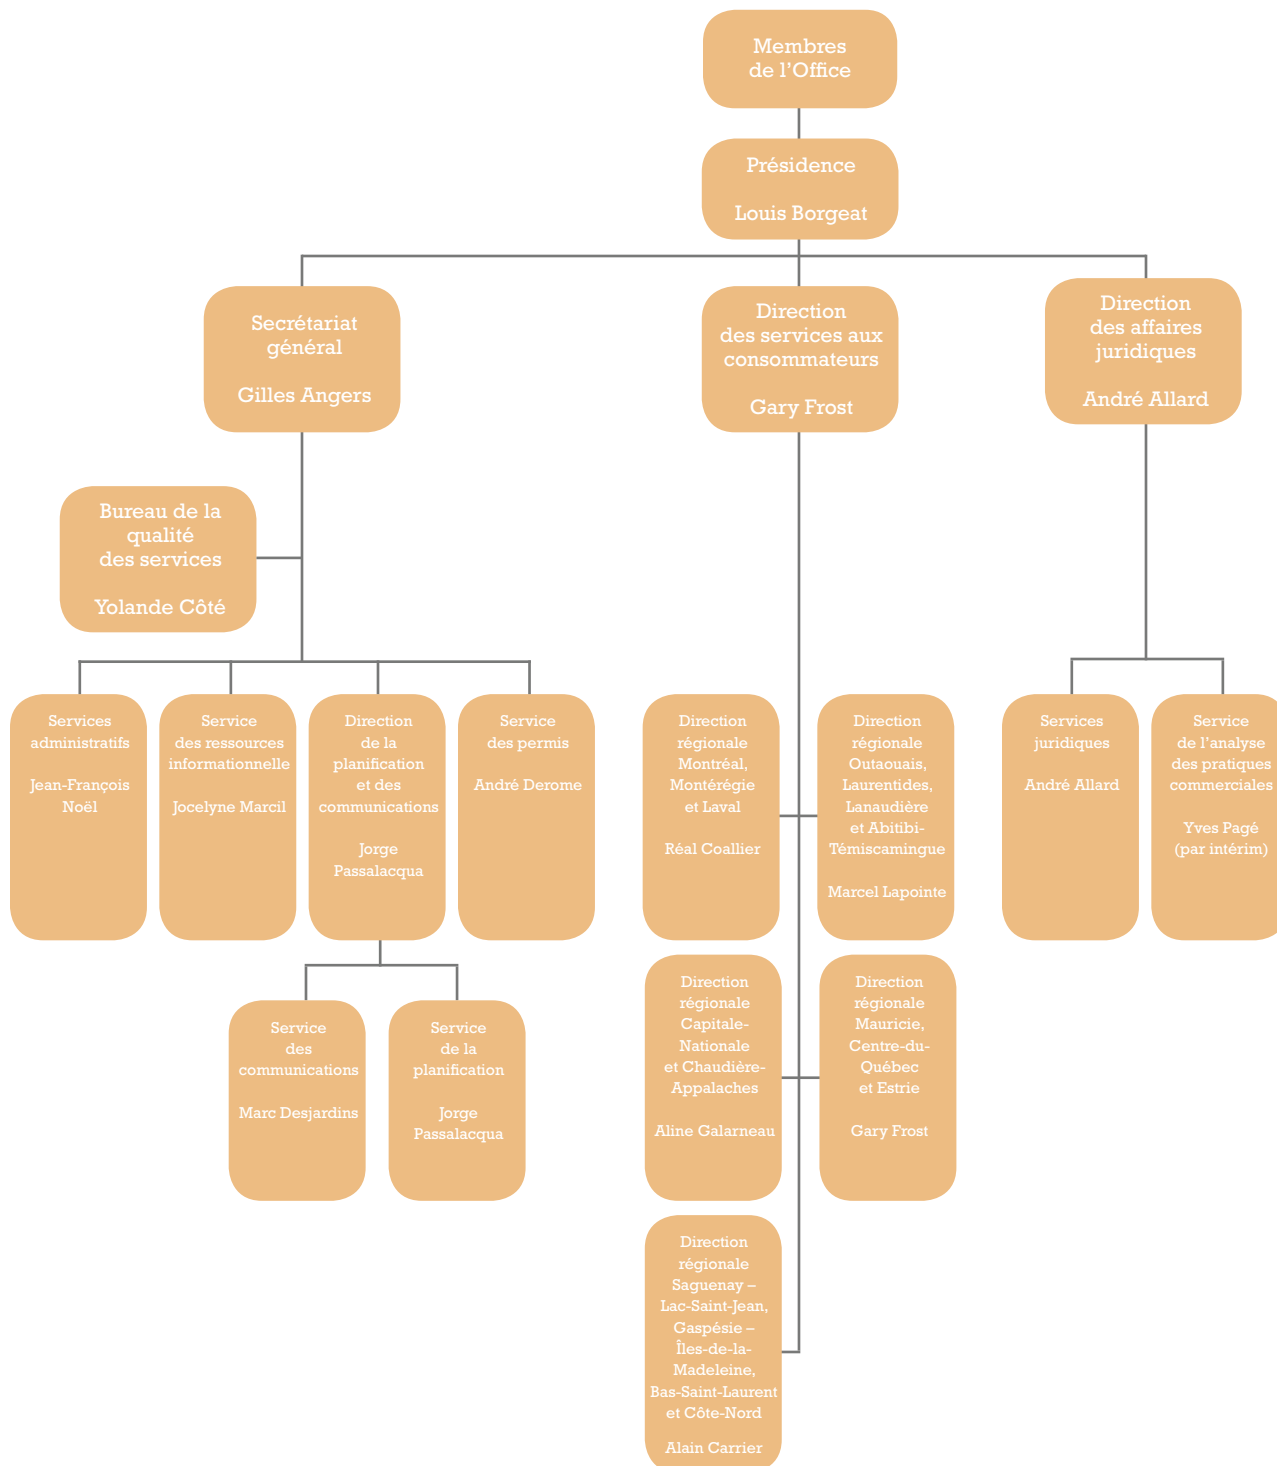 Membres
de l'Office
Présidence
Louis Borgeat
Secrétariat
général
Gilles Angers
Direction
des services aux
consommateurs
Gary Frost
Direction
des affaires
juridiques
André Allard
Bureau de la
qualité
des services
Yolande Côté
Services
administratifs
Jean-François
Noël
Service
des ressources
informationnelle
Jocelyne Marcil
Direction
de la
planification
et des
communications
Jorge
Passalacqua
Service
des permis
André Derome
Direction
régionale
Montréal,
Montérégie
et Laval
Réal Coallier
Direction
régionale
Outaouais,
Laurentides,
Lanaudière
et Abitibi-
Témiscamingue
Marcel Lapointe
Services
juridiques
André Allard
Service
de l'analyse
des pratiques
commerciales
Yves Pagé
(par intérim)
Service
des
communications
Marc Desjardins
Service
de la
planification
Jorge
Passalacqua
Direction
régionale
Capitale-
Nationale
et Chaudière-
Appalaches
Aline Galarneau
Direction
régionale
Mauricie,
Centre-du-
Québec
et Estrie
Gary Frost
Direction
régionale
Saguenay –
Lac-Saint-Jean,
Gaspésie –
Îles-de-la-
Madeleine,
Bas-Saint-Laurent
et Côte-Nord
Alain Carrier